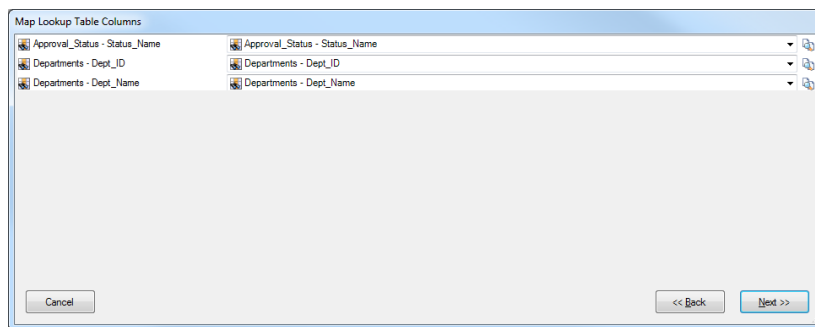 Map Lookup Table Columns
Approval_Status - Status_Name Approval_Status - Status_Name
Departments - Dept_ID Departments - Dept_ID
Departments - Dept_Name Departments - Dept_Name
Cancel << Back Next >>